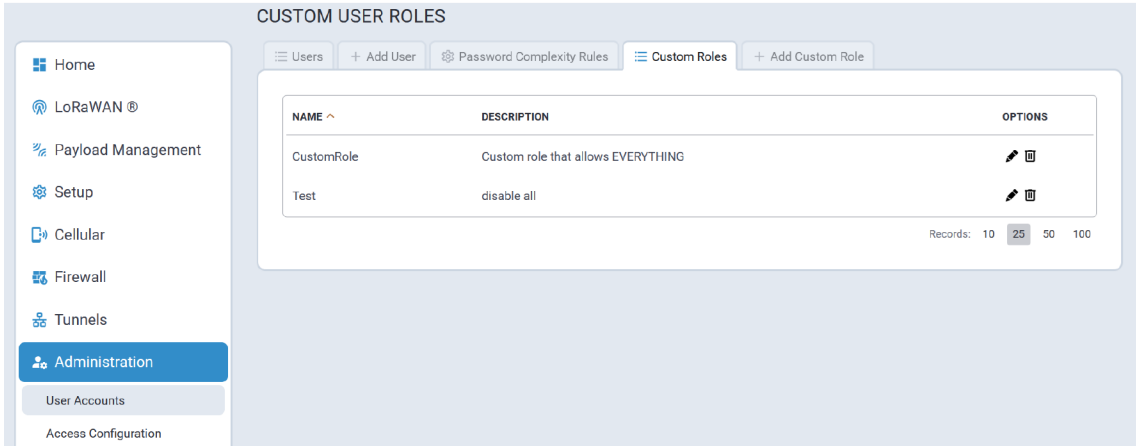 CUSTOM USER ROLES
Home
LoRaWAN ®
Payload Management
Setup
Cellular
Firewall
Tunnels
Administration
User Accounts
Access Configuration
Users
+ Add User
Password Complexity Rules
Custom Roles
+ Add Custom Role
NAME DESCRIPTION OPTIONS
CustomRole Custom role that allows EVERYTHING
Test disable all
Records: 10 25 50 100